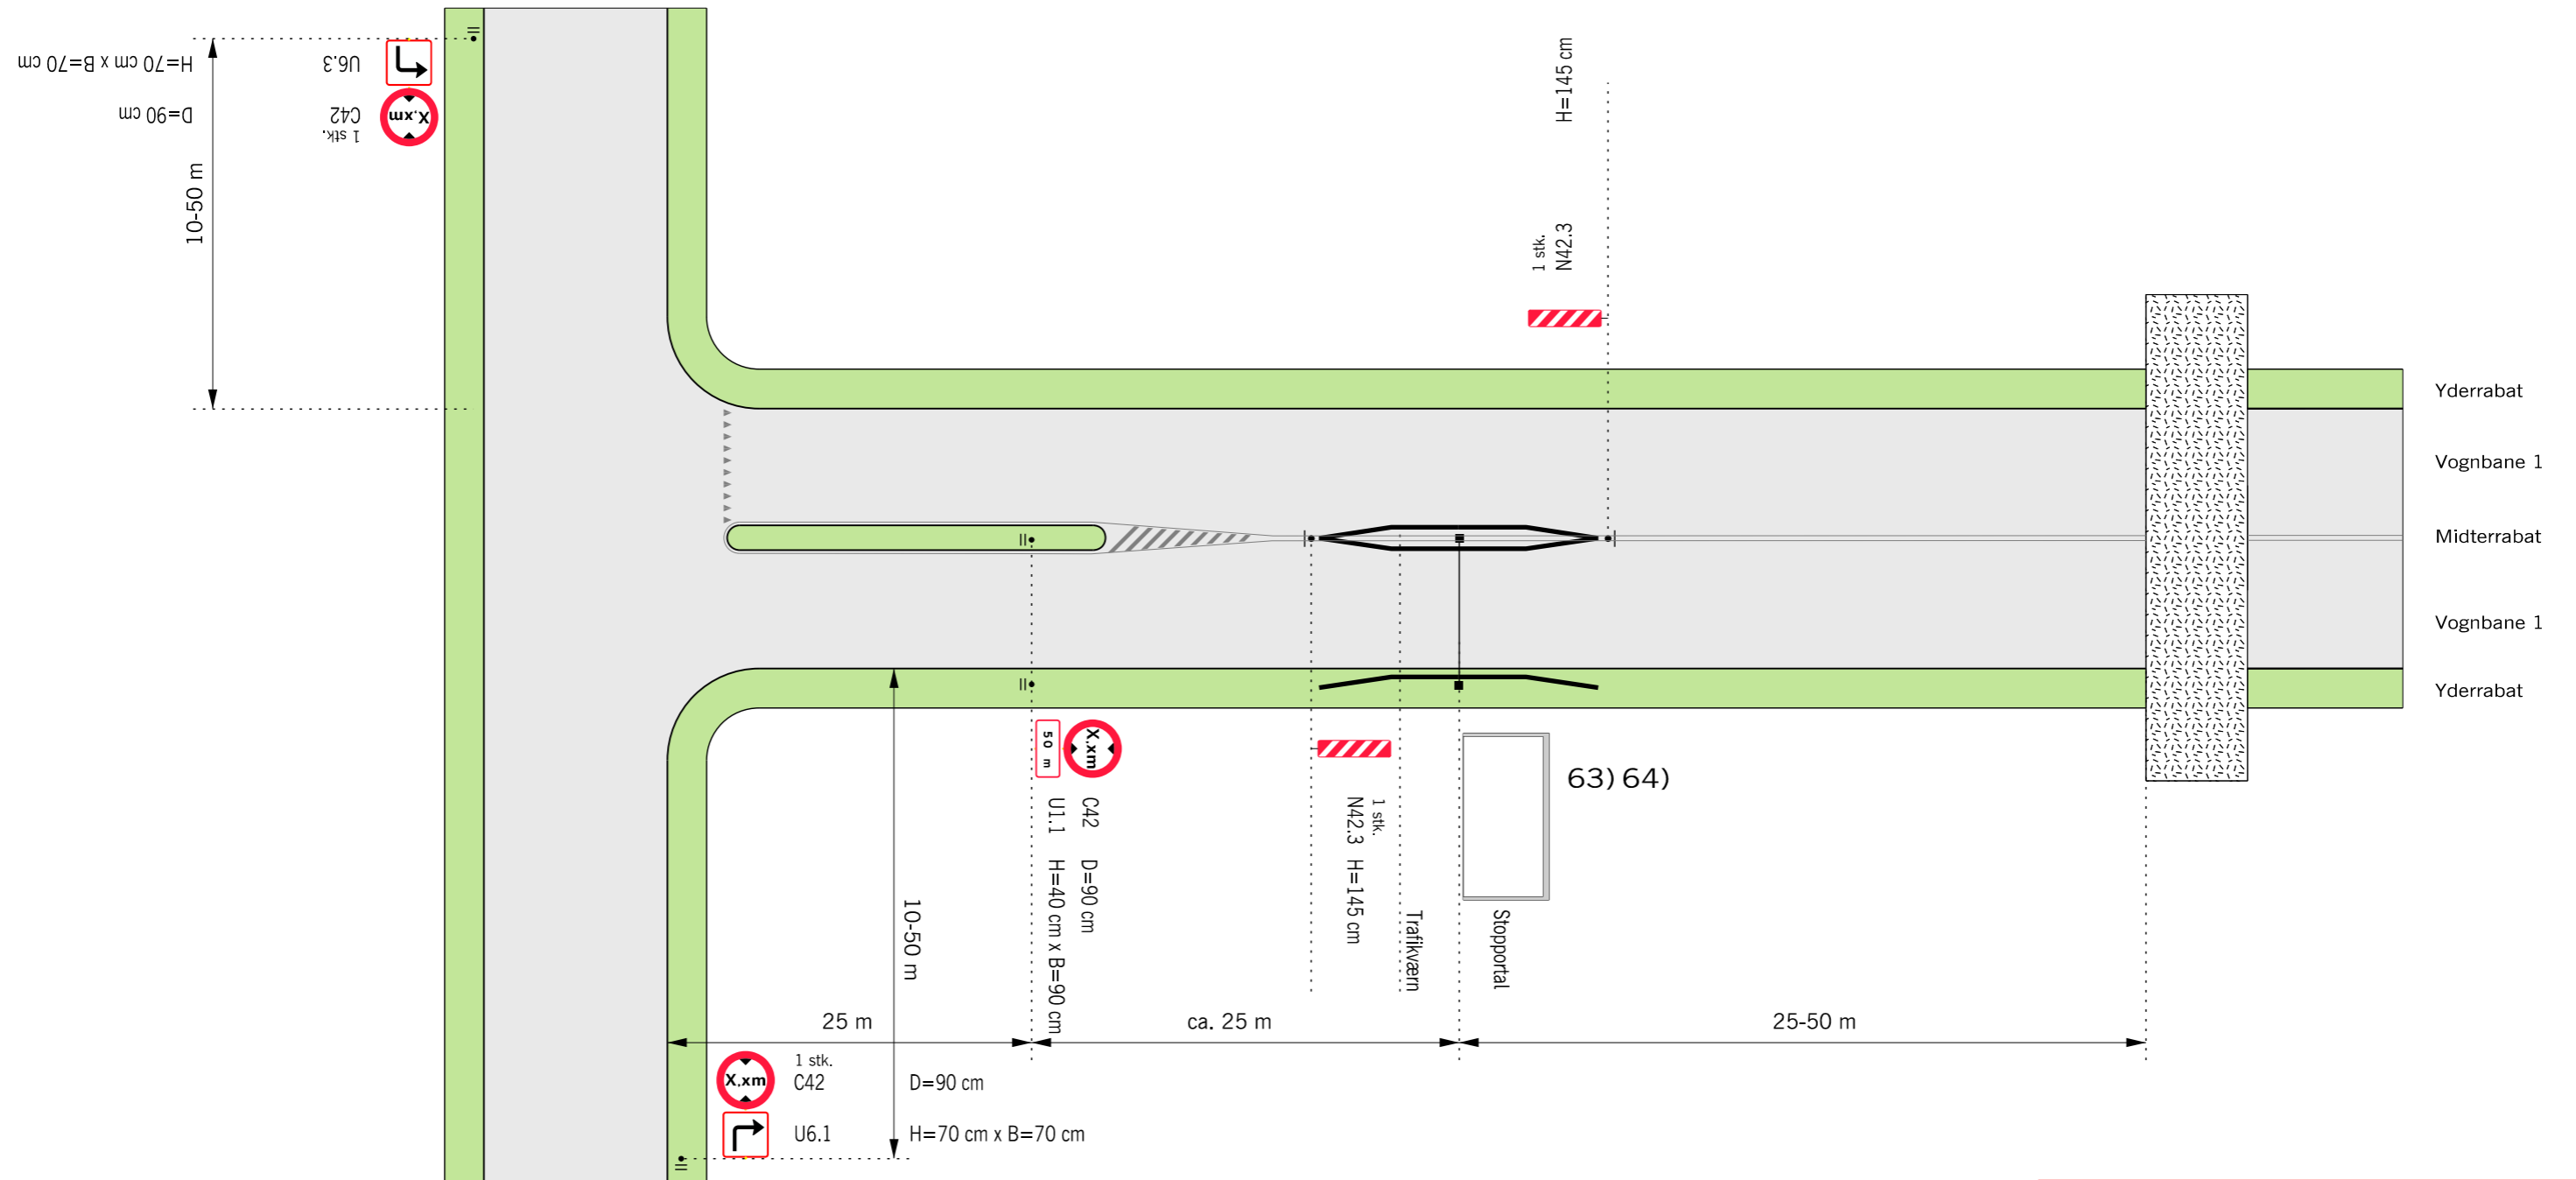 H=70 cm x B=70 cm
U6.3
D=90 cm
C42
1 stk.
X,xm
10-50 m
H=145 cm
1 stk.
N42.3
Yderrabat
Vognbane 1
Midterrabat
Vognbane 1
Yderrabat
50 m
X.xm
C42 D=90 cm
U1.1 H=40 cm x B=90 cm
1 stk.
N42.3 H=145 cm
Trafikværn
Stopportal
63) 64)
10-50 m
25 m
ca. 25 m
25-50 m
X,xm
1 stk.
C42 D=90 cm
U6.1 H=70 cm x B=70 cm